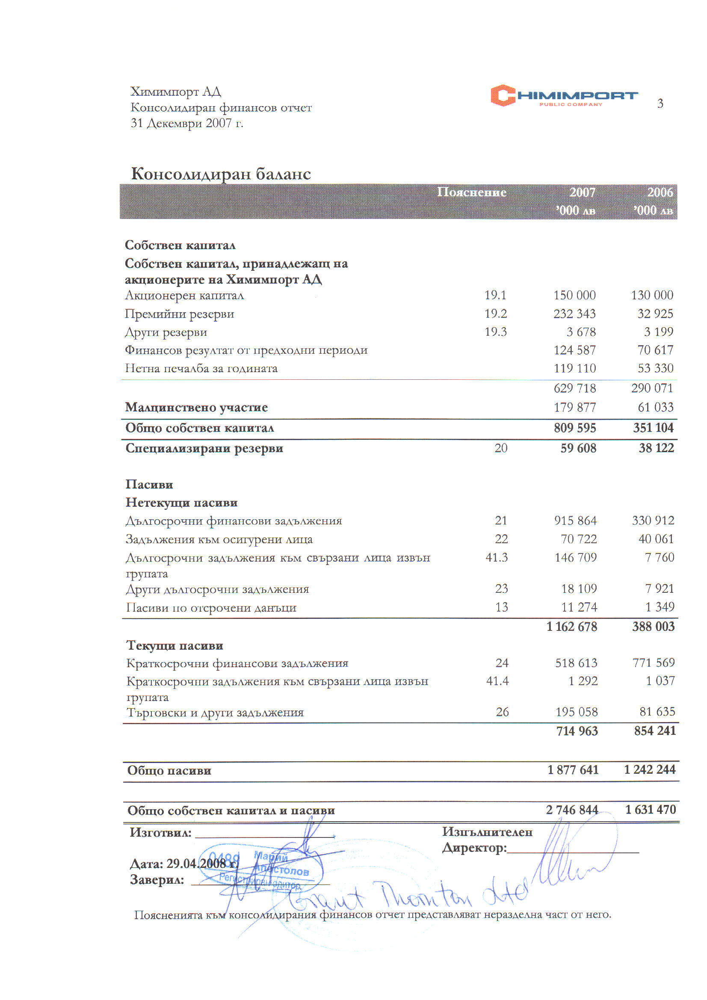 Химимпорт АД
Консолидиран финансов отчет
31 Декември 2007 г.
CHIMIMPORT
PUBLIC COMPANY
3
Консолидиран баланс
Пояснение 2007 2006
’000 лв ’000 лв
Собствен капитал
Собствен капитал, принадлежащ на
акционерите на Химимпорт АД
Акционерен капитал 19.1 150 000 130 000
Премийни резерви 19.2 232 343 32 925
Други резерви 19.3 3 678 3 199
Финансов резултат от предходни периоди 124 587 70 617
Нетна печалба за годината 119 110 53 330
629 718 290 071
Малцинствено участие 179 877 61 033
Общо собствен капитал 809 595 351 104
Специализирани резерви 20 59 608 38 122
Пасиви
Нетекущи пасиви
Дългосрочни финансови задължения 21 915 864 330 912
Задължения към осигурени лица 22 70 722 40 061
Дългосрочни задължения към свързани лица извън 41.3 146 709 7 760
групата
Други дългосрочни задължения 23 18 109 7 921
Пасиви по отсрочени данъци 13 11 274 1 349
1 162 678 388 003
Текущи пасиви
Краткосрочни финансови задължения 24 518 613 771 569
Краткосрочни задължения към свързани лица извън 41.4 1 292 1 037
групата
Търговски и други задължения 26 195 058 81 635
714 963 854 241
Общо пасиви 1 877 641 1 242 244
Общо собствен капитал и пасиви 2 746 844 1 631 470
Изготвил:
Изпълнителен
Директор:
0489 Марий
Апостолов
Регистриран одитор
Дата: 29.04.2008 г.
Заверил:
Grant Thornton Ltd
Поясненията към консолидирания финансов отчет представляват неразделна част от него.